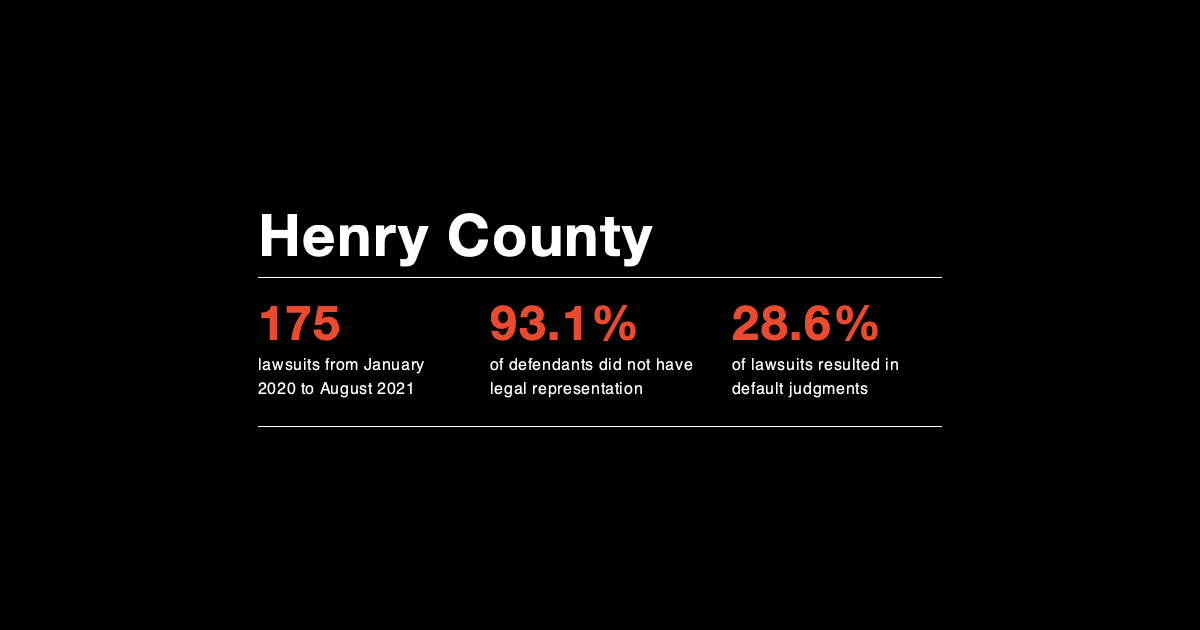 Henry County
175
lawsuits from January
2020 to August 2021
93.1%
of defendants did not have
legal representation
28.6%
of lawsuits resulted in
default judgments